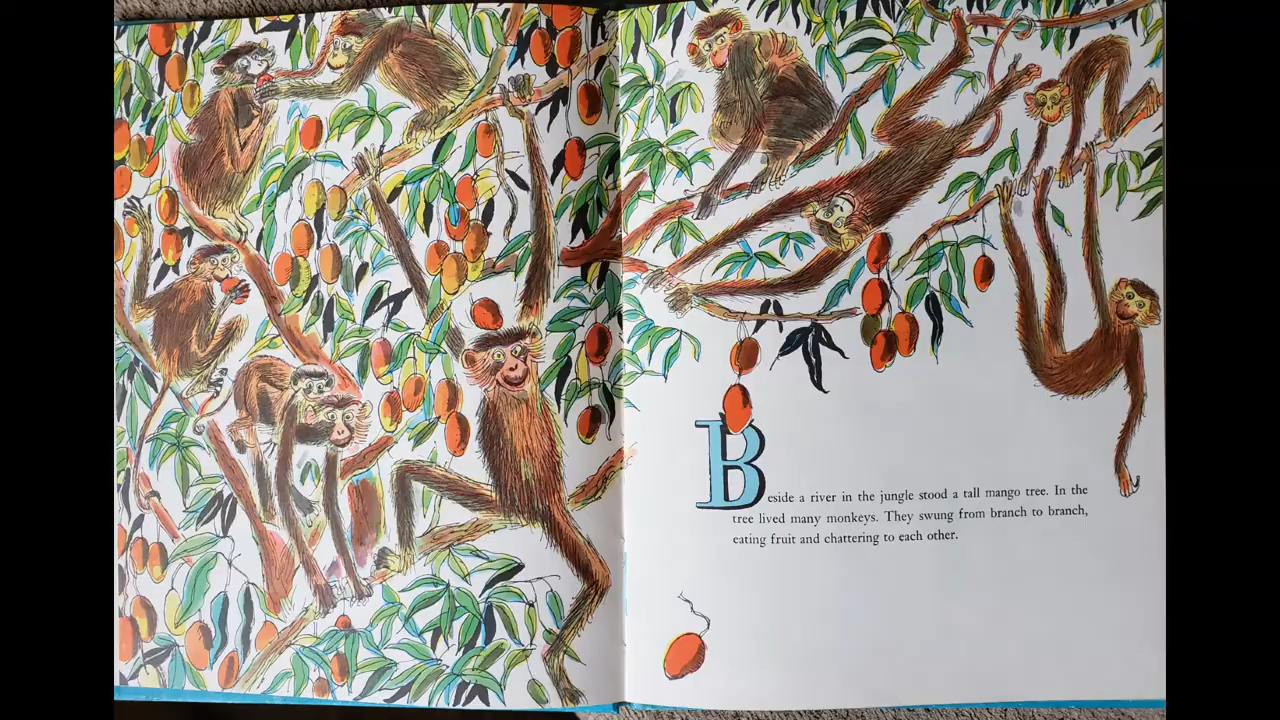 Beside a river in the jungle stood a tall mango tree. In the
tree lived many monkeys. They swung from branch to branch,
eating fruit and chattering to each other.